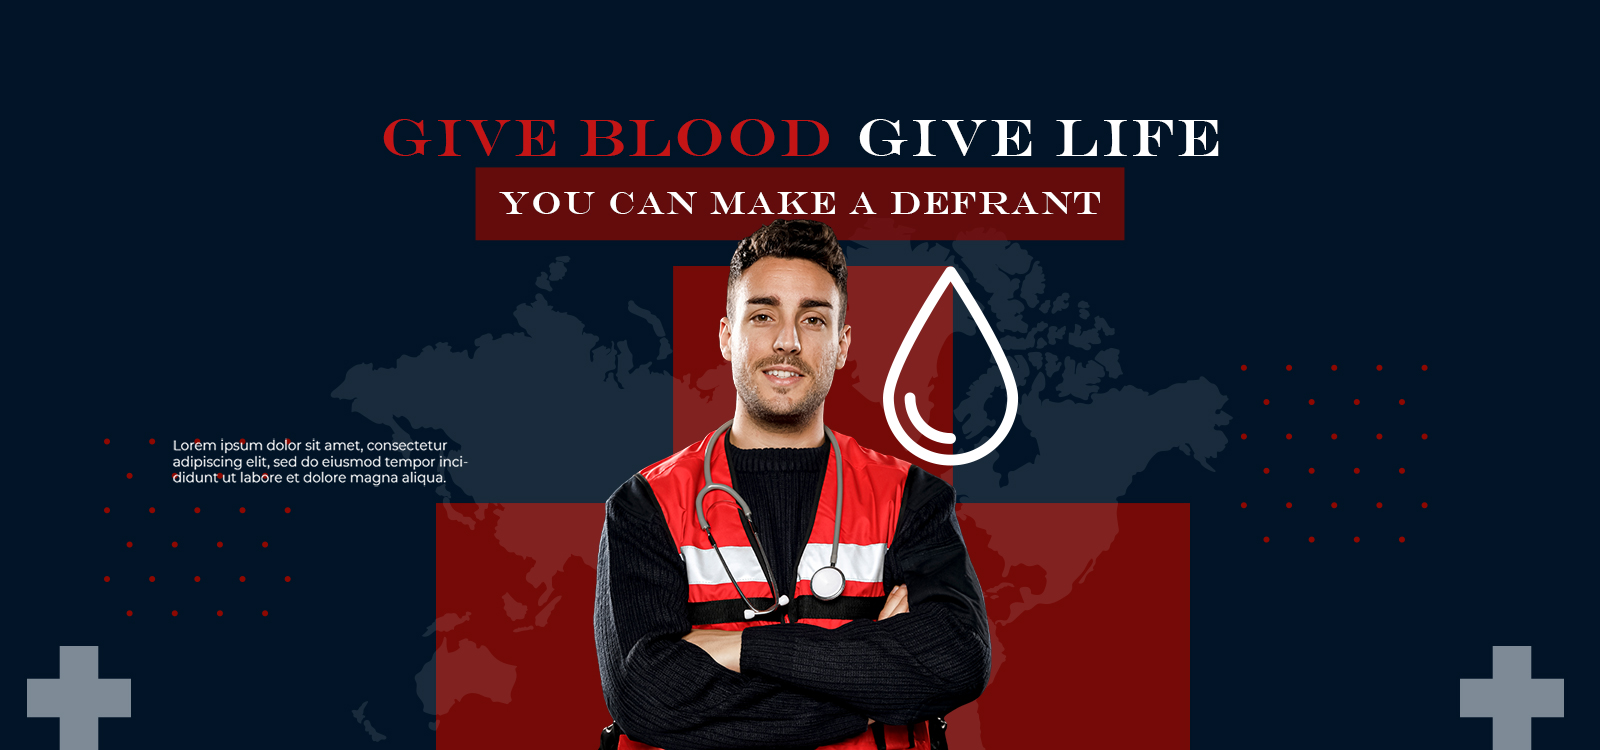 GIVE BLOOD GIVE LIFE
YOU CAN MAKE A DEFRANT
Lorem ipsum dolor sit amet, consectetur
adipiscing elit, sed do eiusmod tempor inci-
didunt ut labore et dolore magna aliqua.